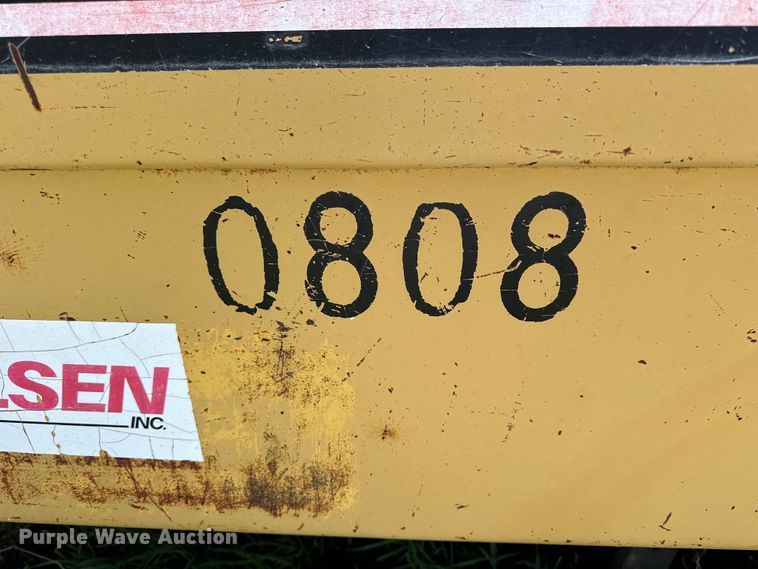 0808
LSEN
INC.
Purple Wave Auction